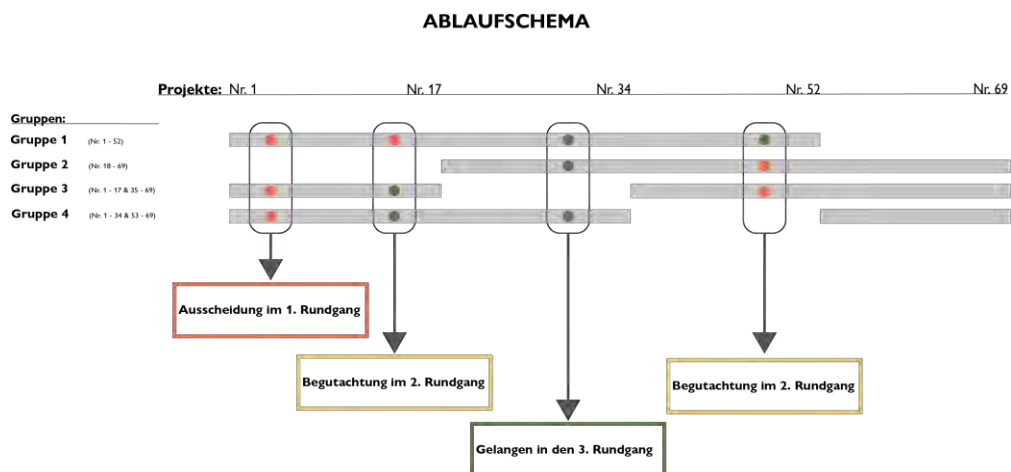 ABLAUFSCHEMA
Projekte: Nr. 1 Nr. 17 Nr. 34 Nr. 52 Nr. 69
Gruppen:
Gruppe 1 (Nr. 1 - 52)
Gruppe 2 (Nr. 18 - 69)
Gruppe 3 (Nr. 1 - 17 & 35 - 69)
Gruppe 4 (Nr. 1 - 34 & 53 - 69)
Ausscheidung im 1. Rundgang
Begutachtung im 2. Rundgang
Begutachtung im 2. Rundgang
Gelangen in den 3. Rundgang